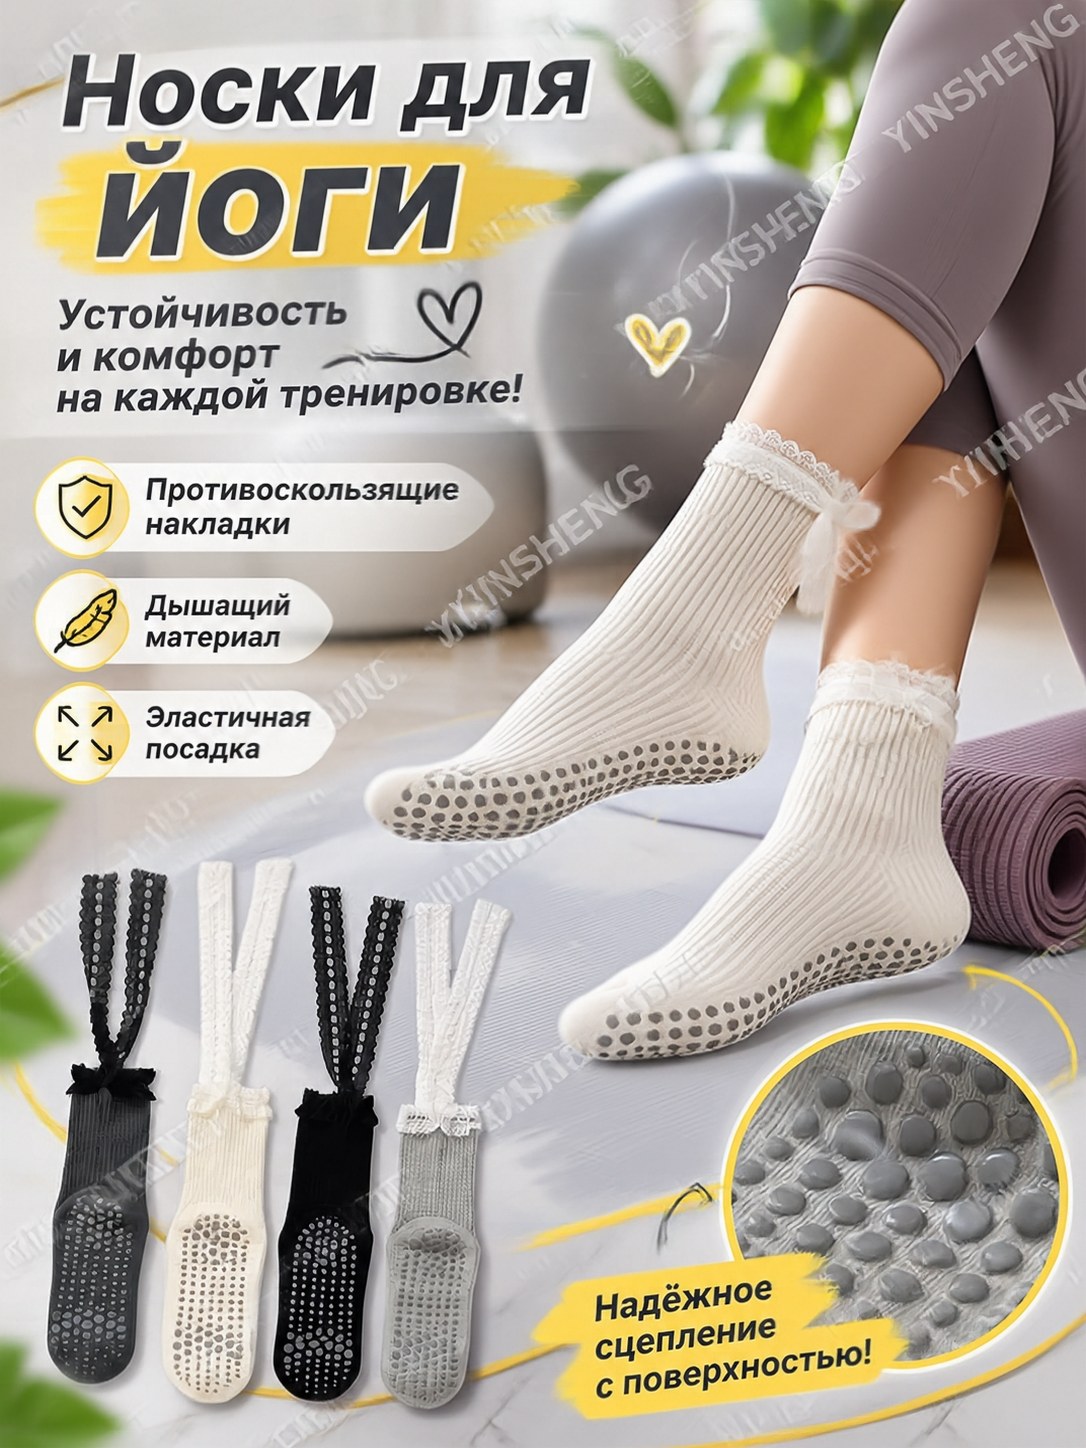 Носки для
йоги
Устойчивость
и комфорт
на каждой тренировке!
Противоскользящие
накладки
Дышащий
материал
Эластичная
посадка
Надёжное
сцепление
с поверхностью!
YINSHENG
YINSHENG
YINSHENG